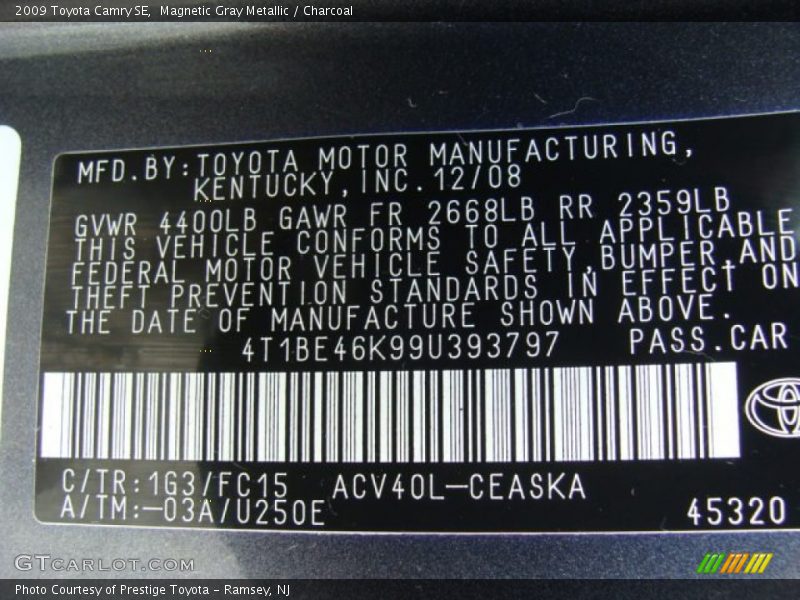 2009 Toyota Camry SE, Magnetic Gray Metallic / Charcoal
MFD.BY:TOYOTA MOTOR MANUFACTURING,
KENTUCKY,INC.12/08
GVWR 4400LB GAWR FR 2668LB RR 2359LB
THIS VEHICLE CONFORMS TO ALL APPLICABLE
FEDERAL MOTOR VEHICLE SAFETY,BUMPER,AND
THEFT PREVENTION STANDARDS IN EFFECT ON
THE DATE OF MANUFACTURE SHOWN ABOVE.
4T1BE46K99U393797 PASS.CAR
C/TR:1G3/FC15 ACV40L-CEASKA
A/TM:-03A/U250E 45320
GTCARLOT.COM
Photo Courtesy of Prestige Toyota - Ramsey, NJ